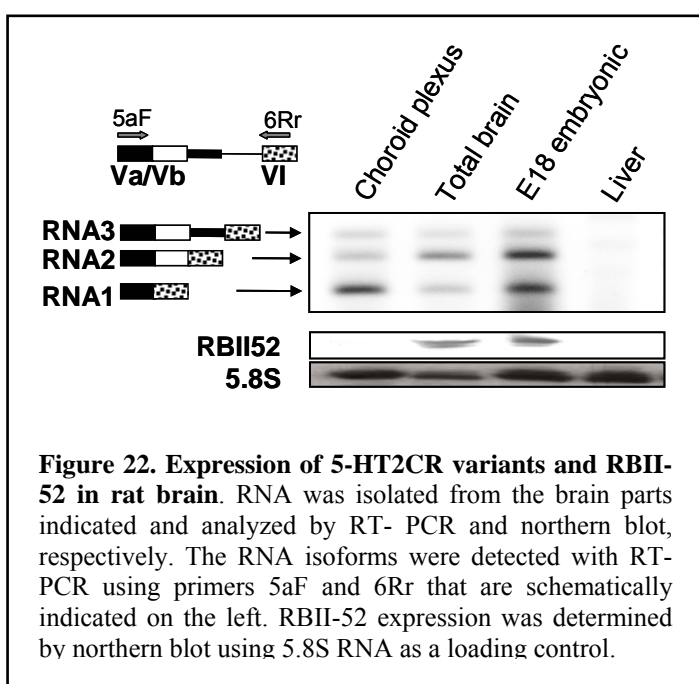 Choroid plexus
Total brain
E18 embryonic
Liver
5aF
6Rr
Va/Vb
VI
RNA3
RNA2
RNA1
RBII52
5.8S
Figure 22. Expression of 5-HT2CR variants and RBII-
52 in rat brain. RNA was isolated from the brain parts
indicated and analyzed by RT- PCR and northern blot,
respectively. The RNA isoforms were detected with RT-
PCR using primers 5aF and 6Rr that are schematically
indicated on the left. RBII-52 expression was determined
by northern blot using 5.8S RNA as a loading control.